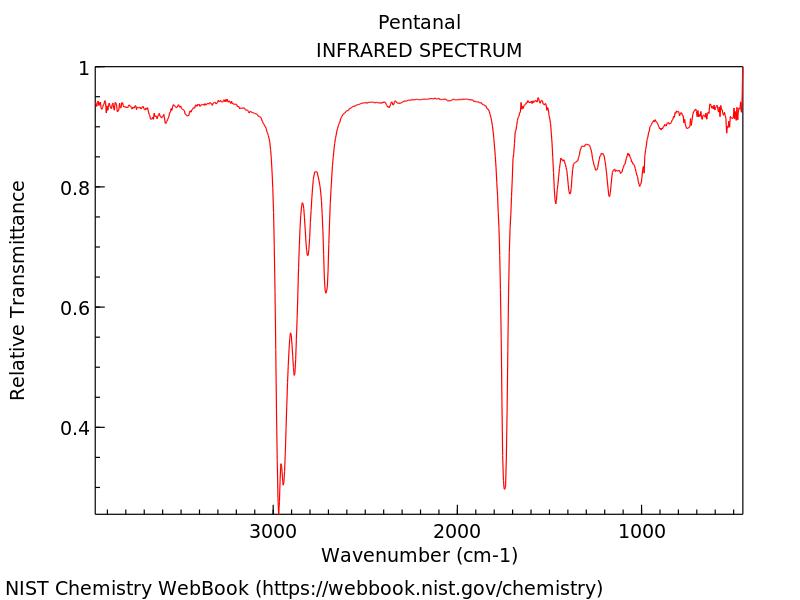 Pentanal
INFRARED SPECTRUM
1
0.8
0.6
0.4
Relative Transmittance
3000 2000 1000
Wavenumber (cm-1)
NIST Chemistry WebBook (https://webbook.nist.gov/chemistry)